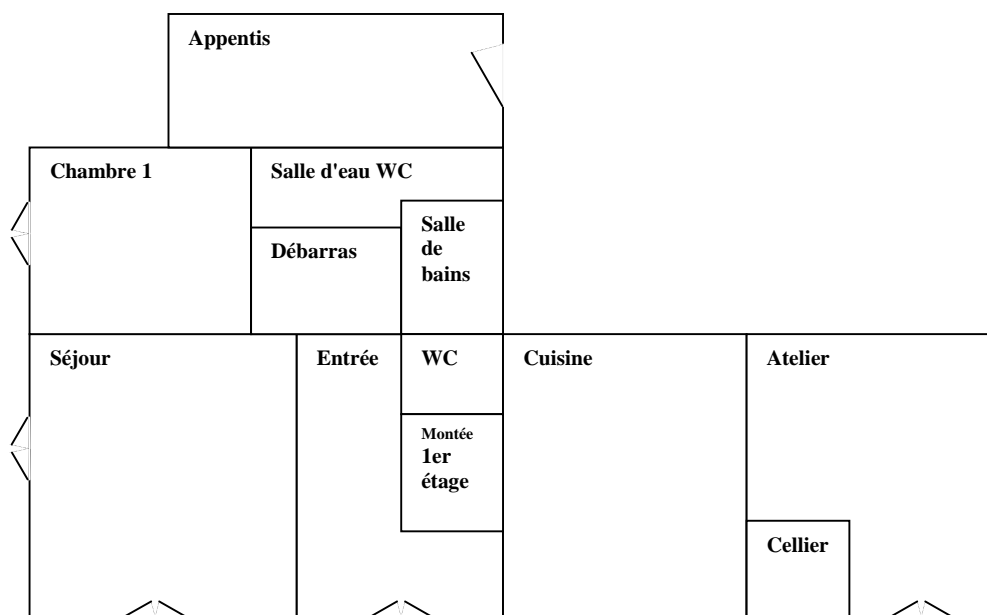 Appentis
Chambre 1
Salle d'eau WC
Salle
de
bains
Débarras
Séjour
Entrée
WC
Cuisine
Atelier
Montée
1er
étage
Cellier